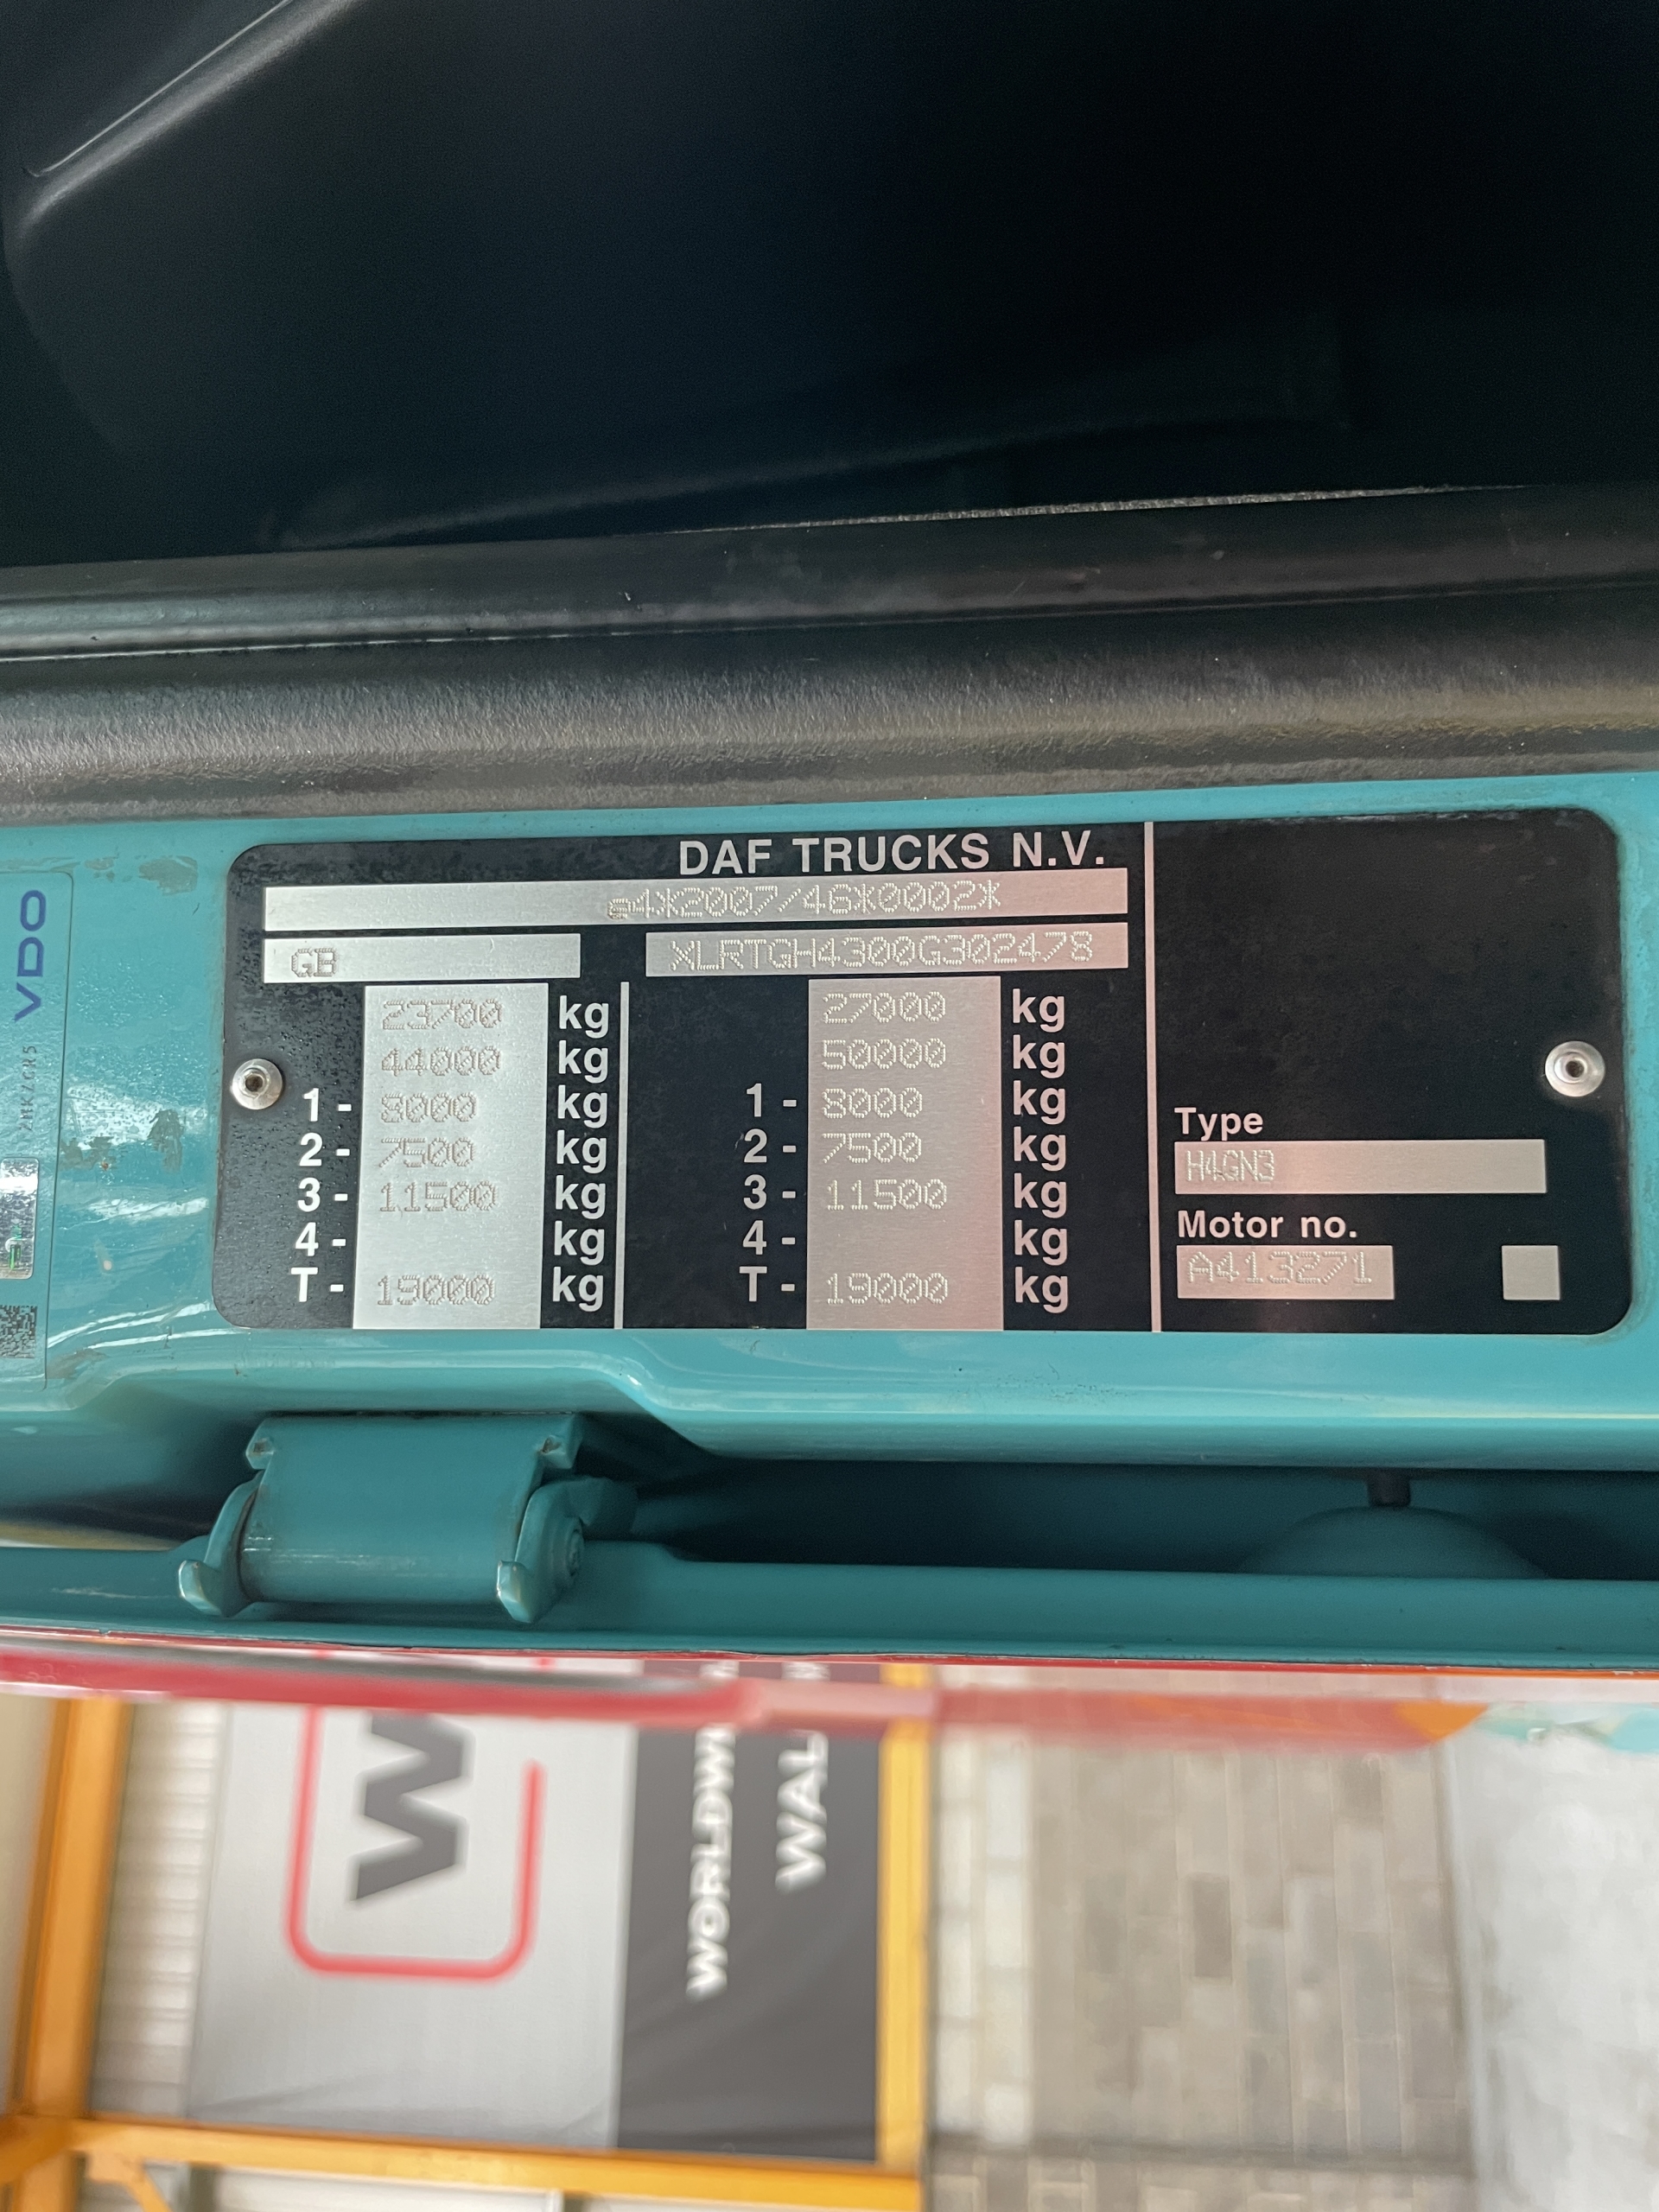 DAF TRUCKS N.V.
e4*2007/46*0002*
GB XLRTGH4300G302478
23700 kg 27000 kg
44000 kg 50000 kg
1 - 8000 kg 1 - 8000 kg
2 - 7500 kg 2 - 7500 kg
3 - 11500 kg 3 - 11500 kg
4 - kg 4 - kg
T - 19000 kg T - 19000 kg
Type
H4GN3
Motor no.
A413271
VDO
W